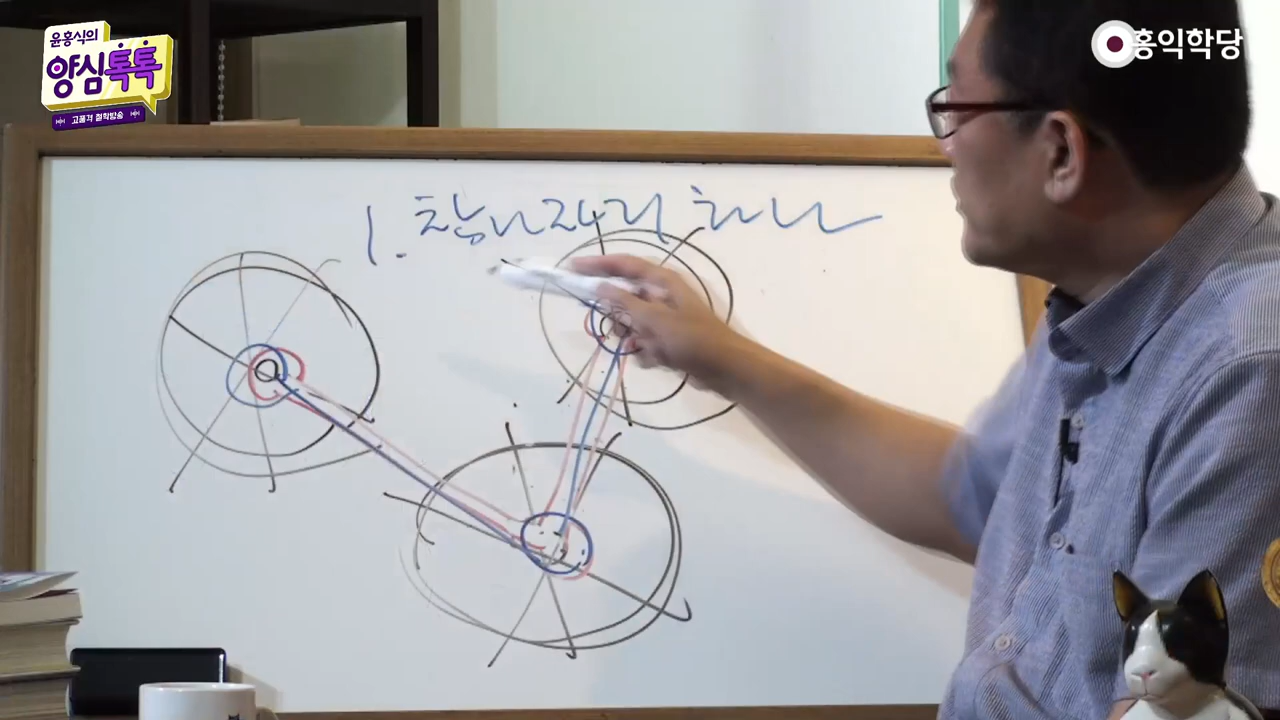 윤홍식의
양심톡톡
고품격 철학방송
홍익학당
1. 참나자리 하나